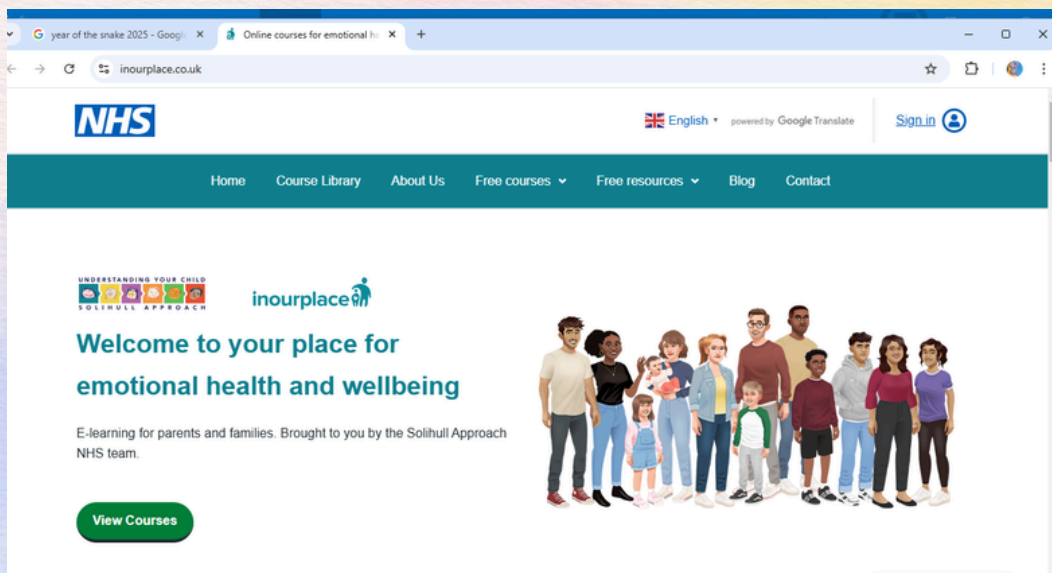 year of the snake 2025 - Googl
Online courses for emotional he
inourplace.co.uk
NHS
English
powered by Google Translate
Sign in
Home Course Library About Us Free courses Free resources Blog Contact
UNDERSTANDING YOUR CHILD
SOLIHULL APPROACH
inourplace
Welcome to your place for
emotional health and wellbeing
E-learning for parents and families. Brought to you by the Solihull Approach
NHS team.
View Courses